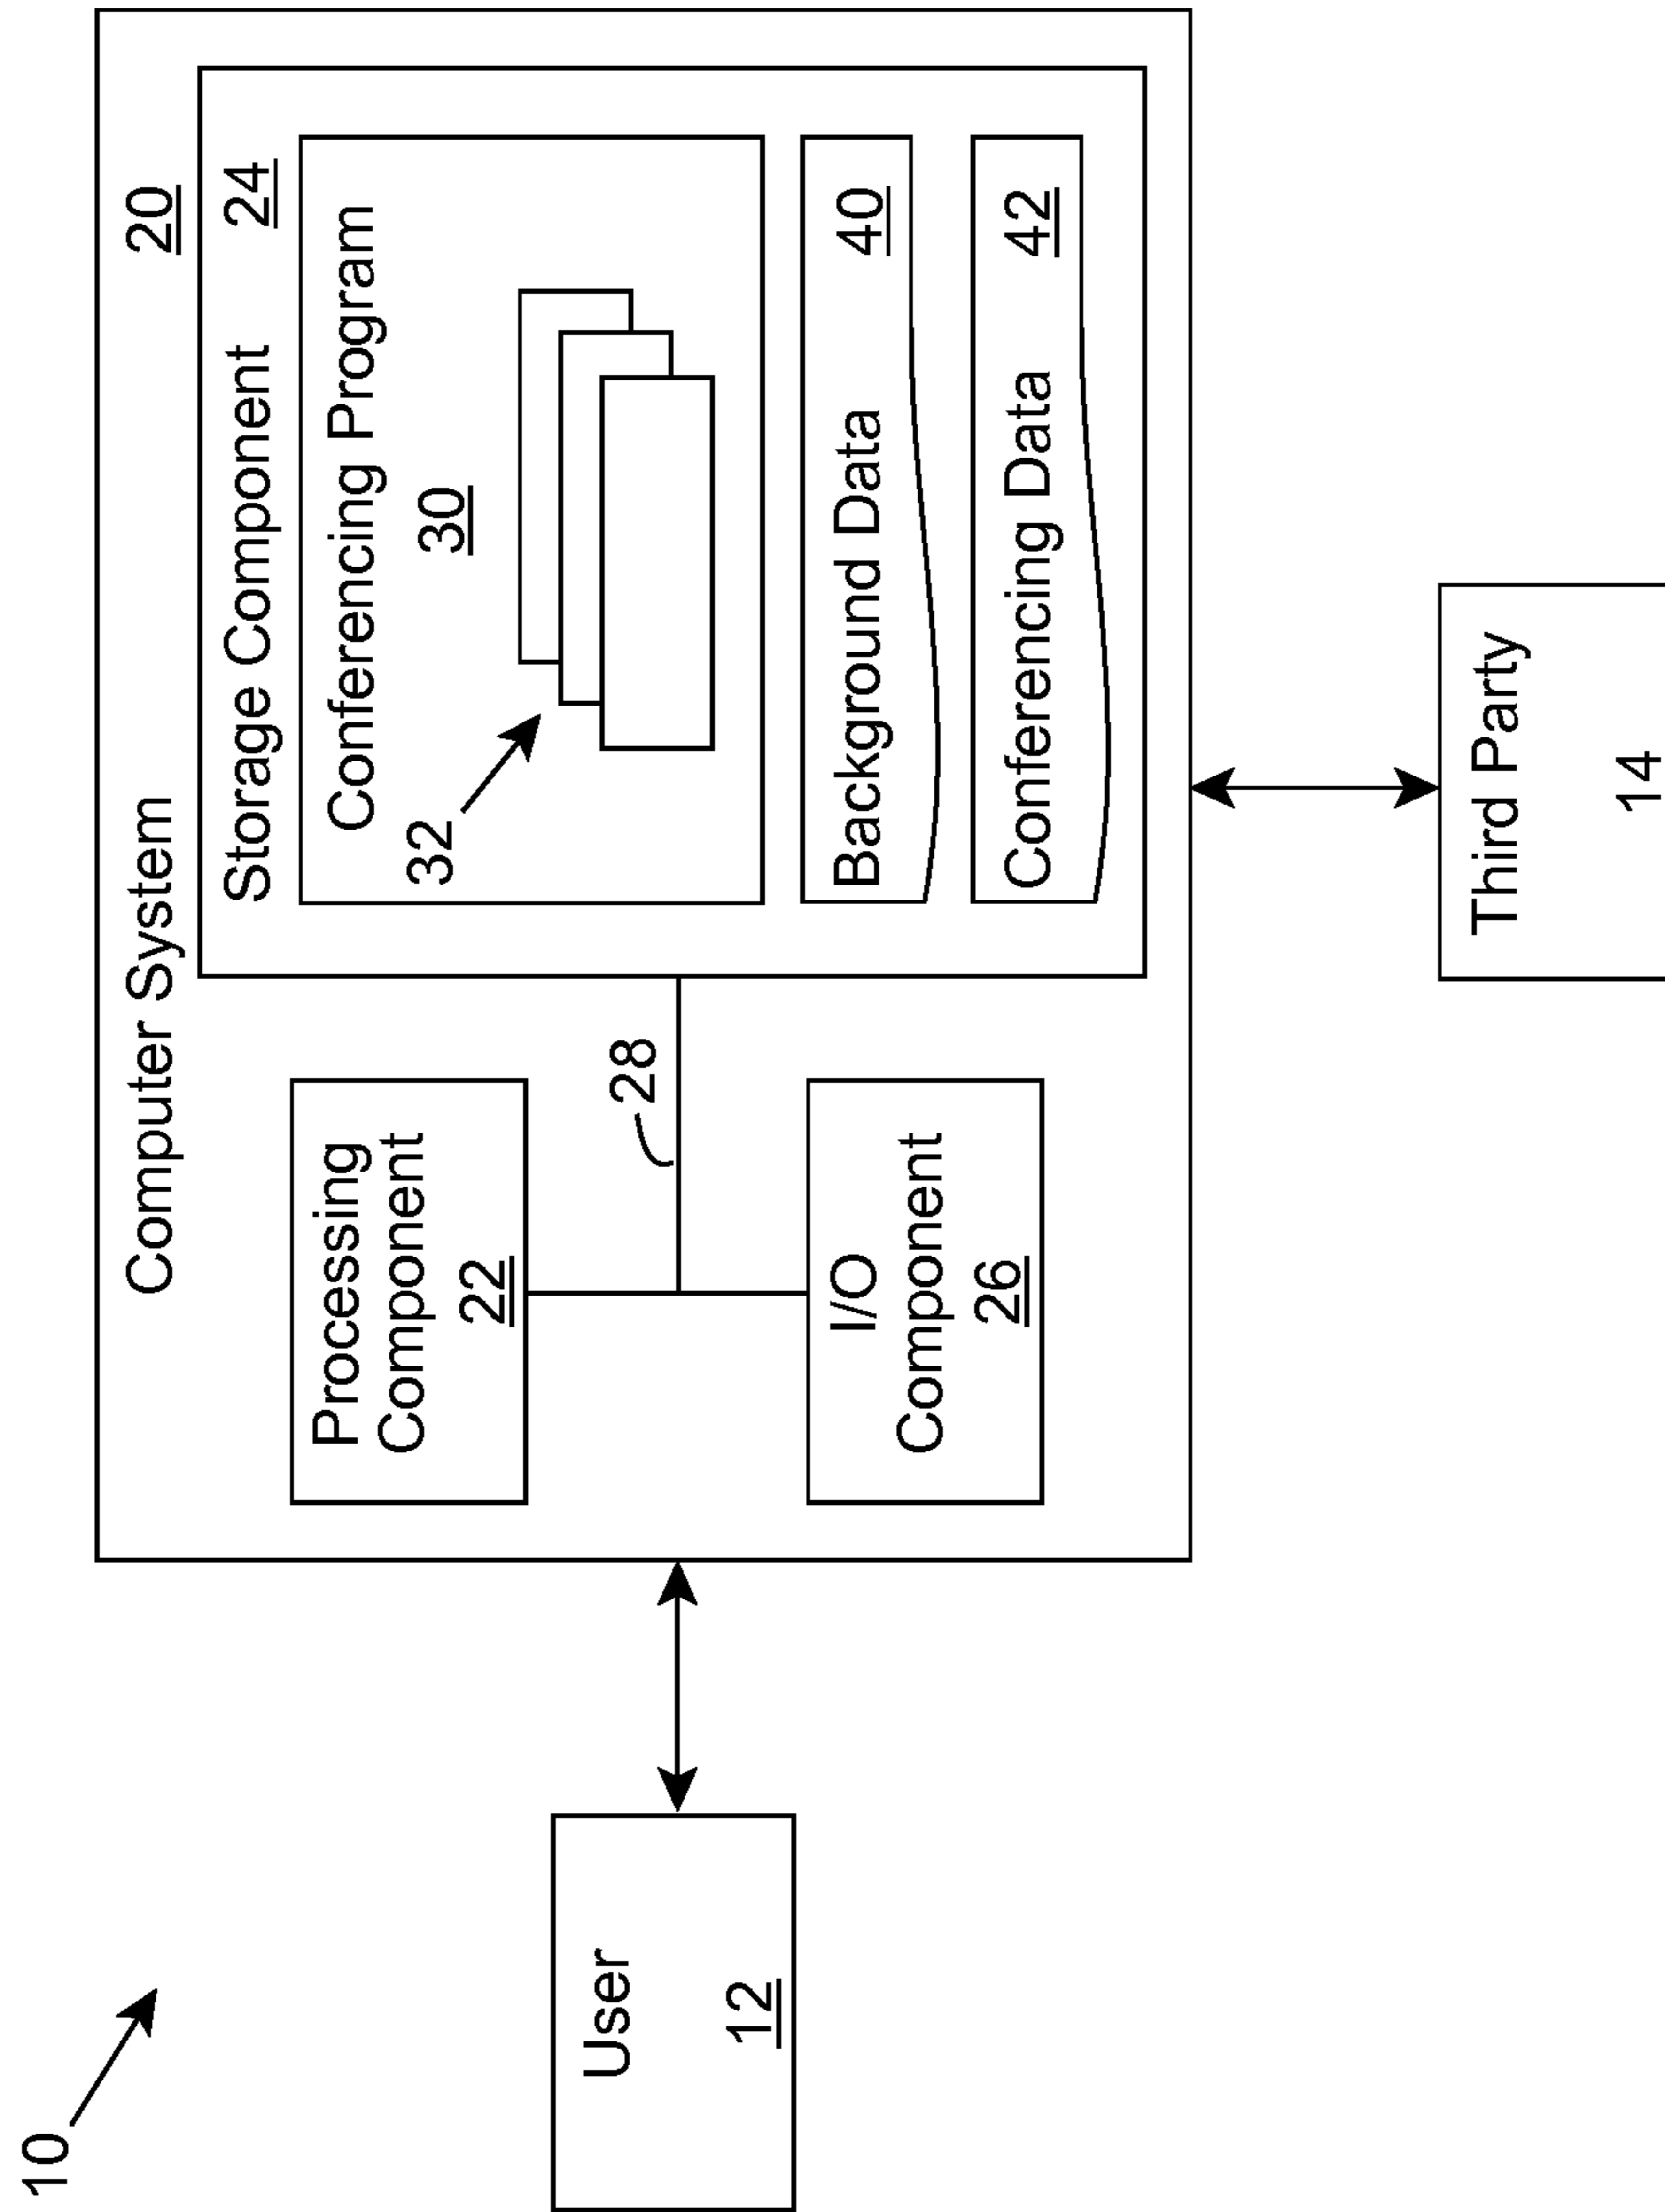 10
Computer System
20
Processing
Component
22
Storage Component
24
Conferencing Program
30
32
28
User
12
I/O
Component
26
Background Data
40
Conferencing Data
42
Third Party
14